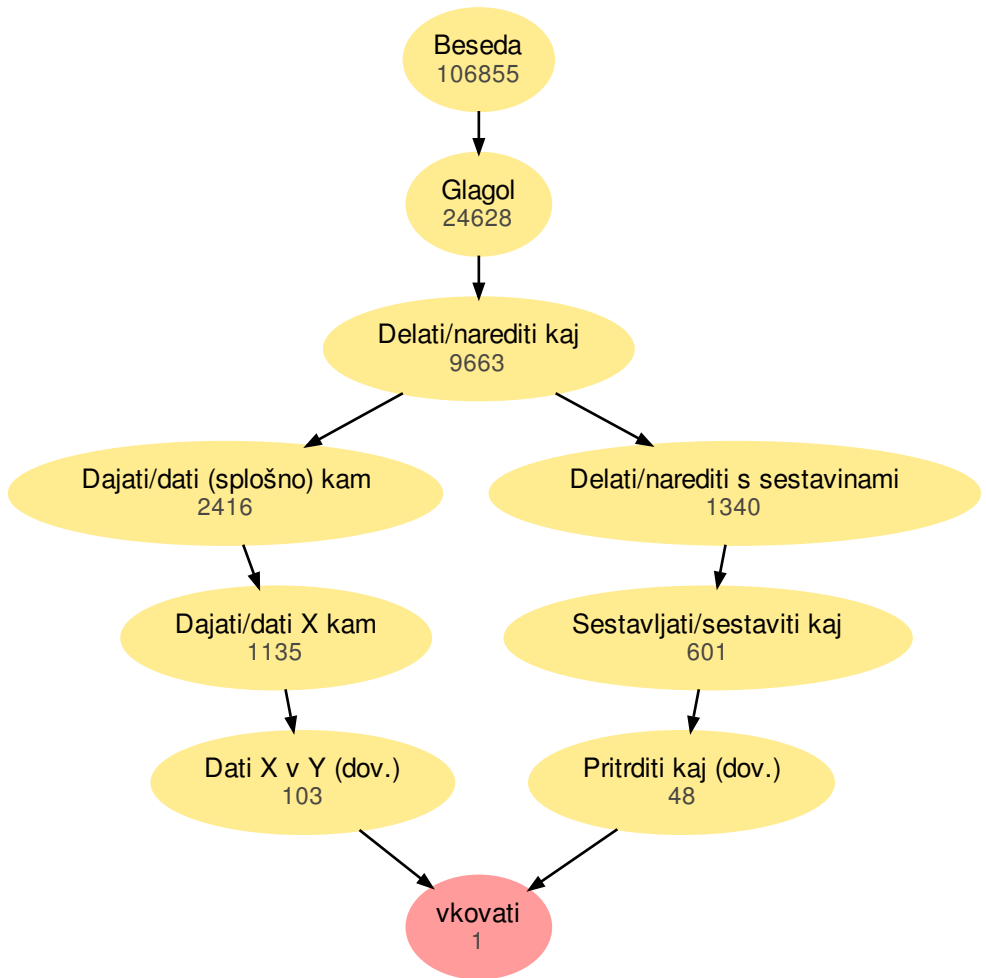 Beseda
106855
Glagol
24628
Delati/narediti kaj
9663
Dajati/dati (splošno) kam
2416
Delati/narediti s sestavinami
1340
Dajati/dati X kam
1135
Sestavljati/sestaviti kaj
601
Dati X v Y (dov.)
103
Pritrditi kaj (dov.)
48
vkovati
1